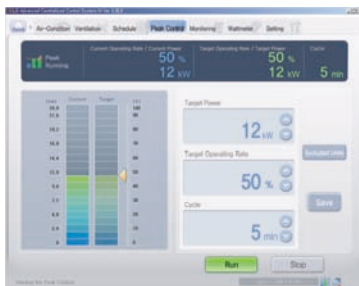 Air-Condition Ventilation Schedule Peak Control Monitoring Wattmeter Setting
Current Operating Rate / Current Power Target Operating Rate / Target Power Cycle
Peak
Running
50 % 50 %
12 kW 12 kW 5 min
Current Target
Target Power
12 kW
Target Operating Rate
Excluded Units
50 %
Cycle
Save
5 min
Run Stop